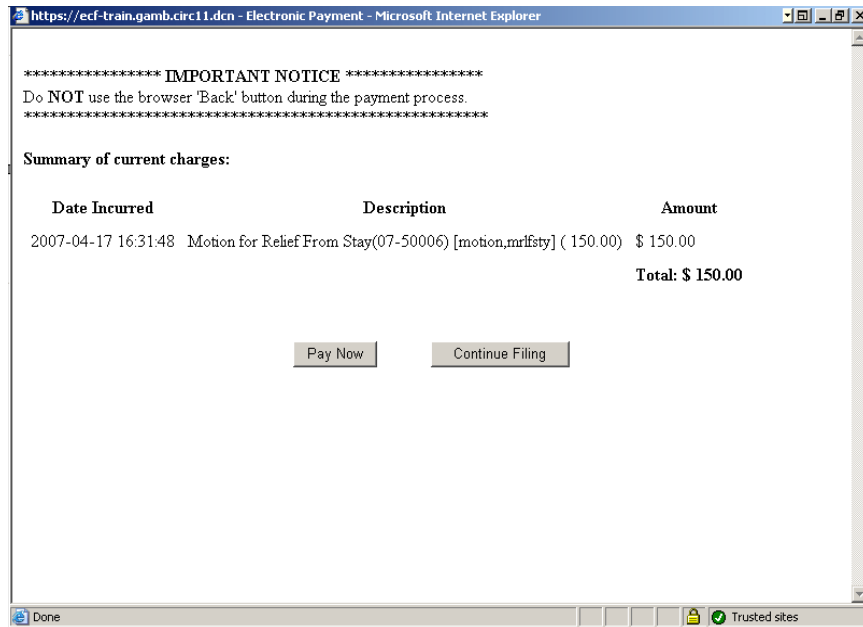 https://ecf-train.gamb.circ11.dcn - Electronic Payment - Microsoft Internet Explorer
**************** IMPORTANT NOTICE ****************
Do NOT use the browser 'Back' button during the payment process.
******************************************************
Summary of current charges:
Date Incurred Description Amount
2007-04-17 16:31:48 Motion for Relief From Stay(07-50006) [motion,mrlfsty] ( 150.00) $ 150.00
Total: $ 150.00
Pay Now Continue Filing
Done Trusted sites